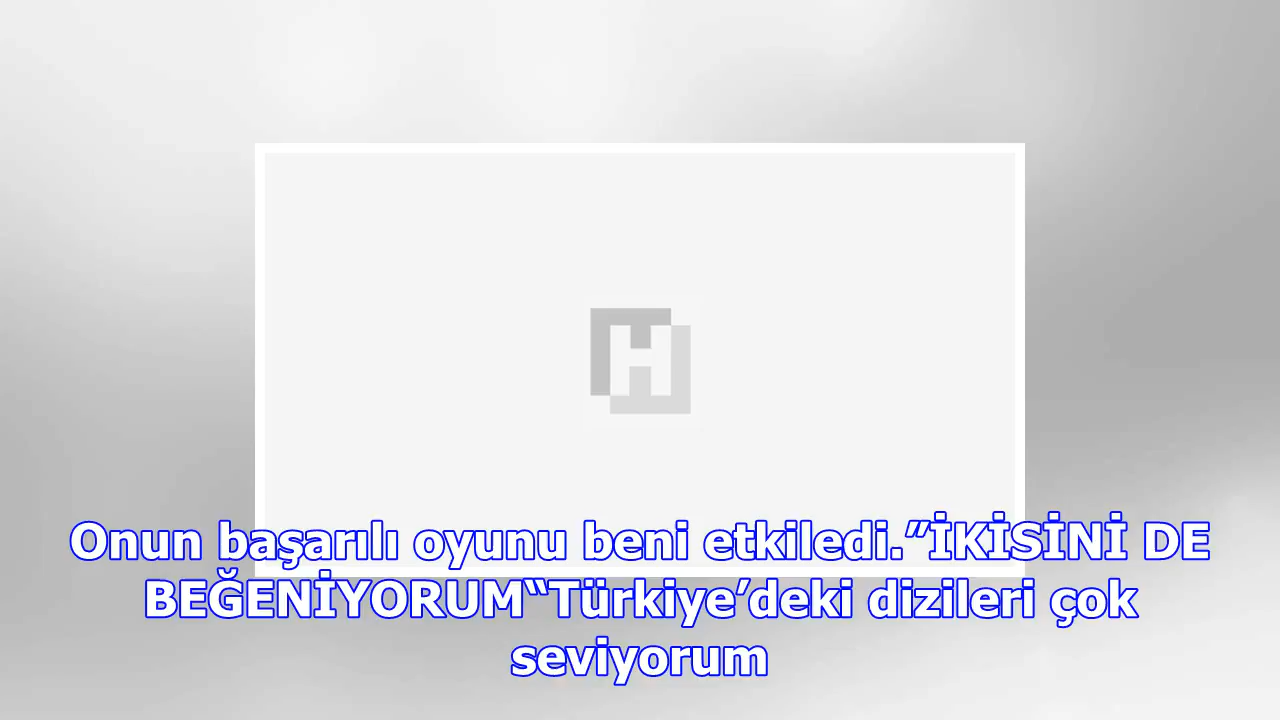 H
Onun başarılı oyunu beni etkiledi.”İKİSİNİ DE
BEĞENİYORUM“Türkiye’deki dizileri çok
seviyorum